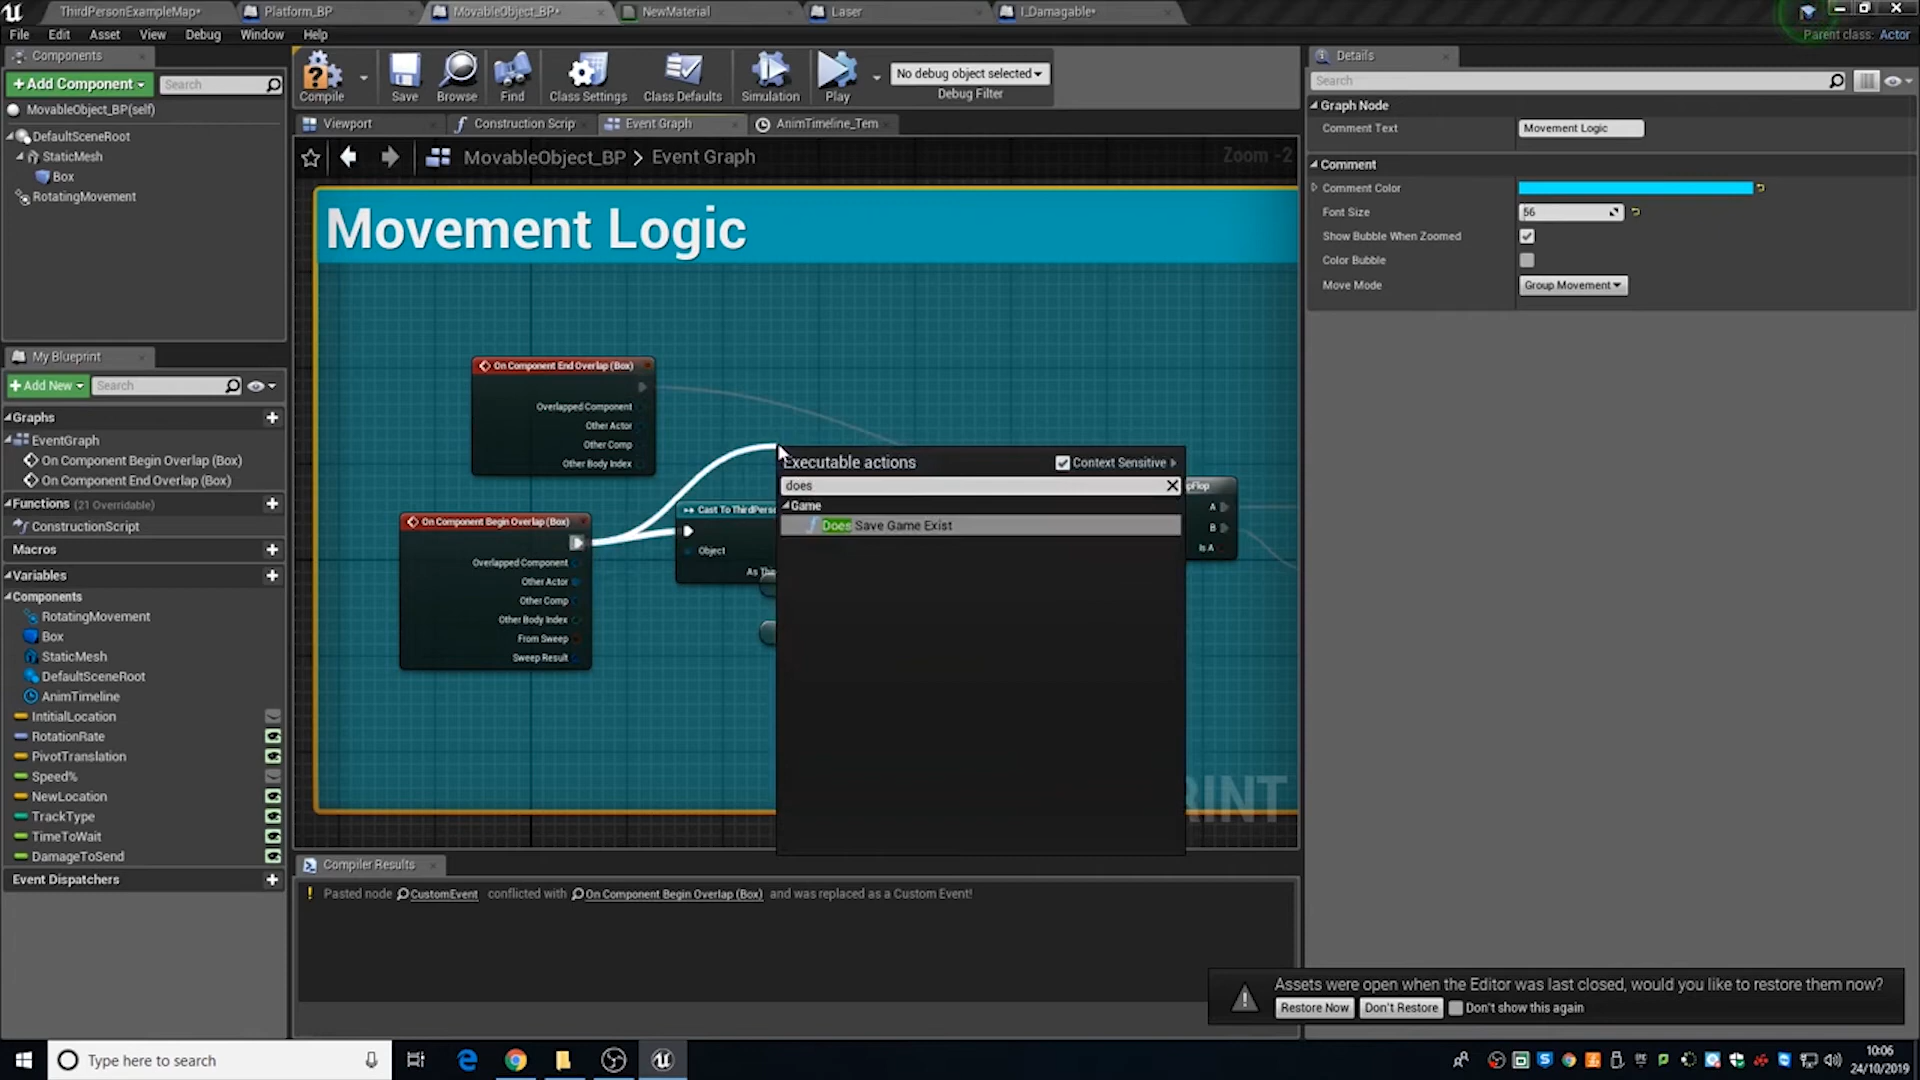 ThirdPersonExampleMap*
Platform_BP
MovableObject_BP*
NewMaterial
Laser
I_Damagable*
File Edit Asset View Debug Window Help
Parent class: Actor
Components
+Add Component
Search
MovableObject_BP(self)
DefaultSceneRoot
StaticMesh
Box
RotatingMovement
Compile
Save
Browse
Find
Class Settings
Class Defaults
Simulation
Play
No debug object selected
Debug Filter
Viewport
Construction Scrip
Event Graph
AnimTimeline_Tem
MovableObject_BP > Event Graph
Zoom -2
Movement Logic
On Component End Overlap (Box)
Overlapped Component
Other Actor
Other Comp
Other Body Index
On Component Begin Overlap (Box)
Overlapped Component
Other Actor
Other Comp
Other Body Index
From Sweep
Sweep Result
Cast To ThirdPerso
Object
As Thi
Executable actions
Context Sensitive
does
Game
Does Save Game Exist
pFlop
A
B
Is A
RINT
My Blueprint
+Add New
Search
Graphs
EventGraph
On Component Begin Overlap (Box)
On Component End Overlap (Box)
Functions (21 Overridable)
ConstructionScript
Macros
Variables
Components
RotatingMovement
Box
StaticMesh
DefaultSceneRoot
AnimTimeline
IntitialLocation
RotationRate
PivotTranslation
Speed%
NewLocation
TrackType
TimeToWait
DamageToSend
Event Dispatchers
Compiler Results
! Pasted node CustomEvent conflicted with On Component Begin Overlap (Box) and was replaced as a Custom Event!
Details
Search
Graph Node
Comment Text
Movement Logic
Comment
Comment Color
Font Size
56
Show Bubble When Zoomed
Color Bubble
Move Mode
Group Movement
Assets were open when the Editor was last closed, would you like to restore them now?
Restore Now
Don't Restore
Don't show this again
Type here to search
10:06
24/10/2019